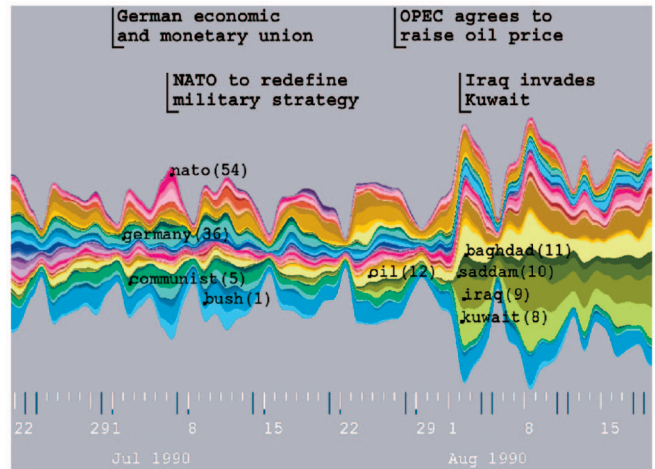 German economic
and monetary union
OPEC agrees to
raise oil price
NATO to redefine
military strategy
Iraq invades
Kuwait
nato(54)
germany(36)
baghdad(11)
communist(5)
oil(12)
saddam(10)
bush(1)
iraq(9)
kuwait(8)
22 29 1 8 15 22 29 1 8 15
Jul 1990 Aug 1990